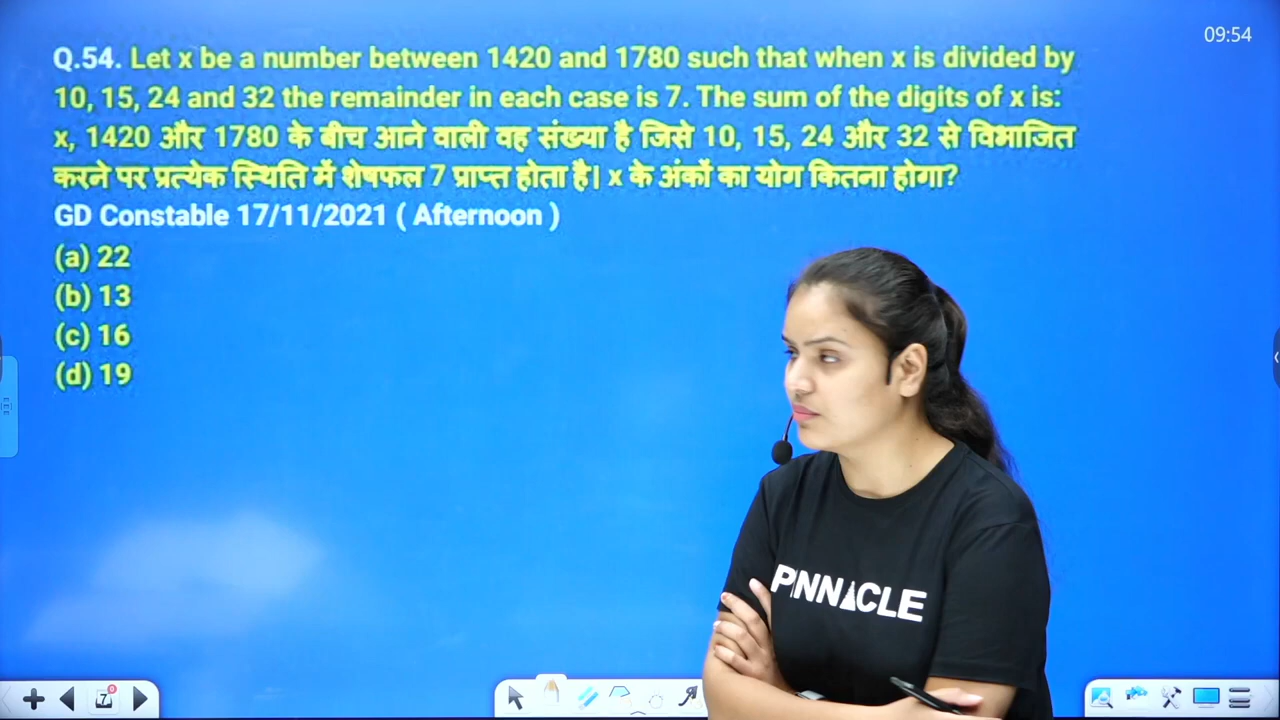 09:54
Q.54. Let x be a number between 1420 and 1780 such that when x is divided by
10, 15, 24 and 32 the remainder in each case is 7. The sum of the digits of x is:
x, 1420 और 1780 के बीच आने वाली वह संख्या है जिसे 10, 15, 24 और 32 से विभाजित
करने पर प्रत्येक स्थिति में शेषफल 7 प्राप्त होता है। x के अंकों का योग कितना होगा?
GD Constable 17/11/2021 ( Afternoon )
(a) 22
(b) 13
(c) 16
(d) 19
PINNACLE